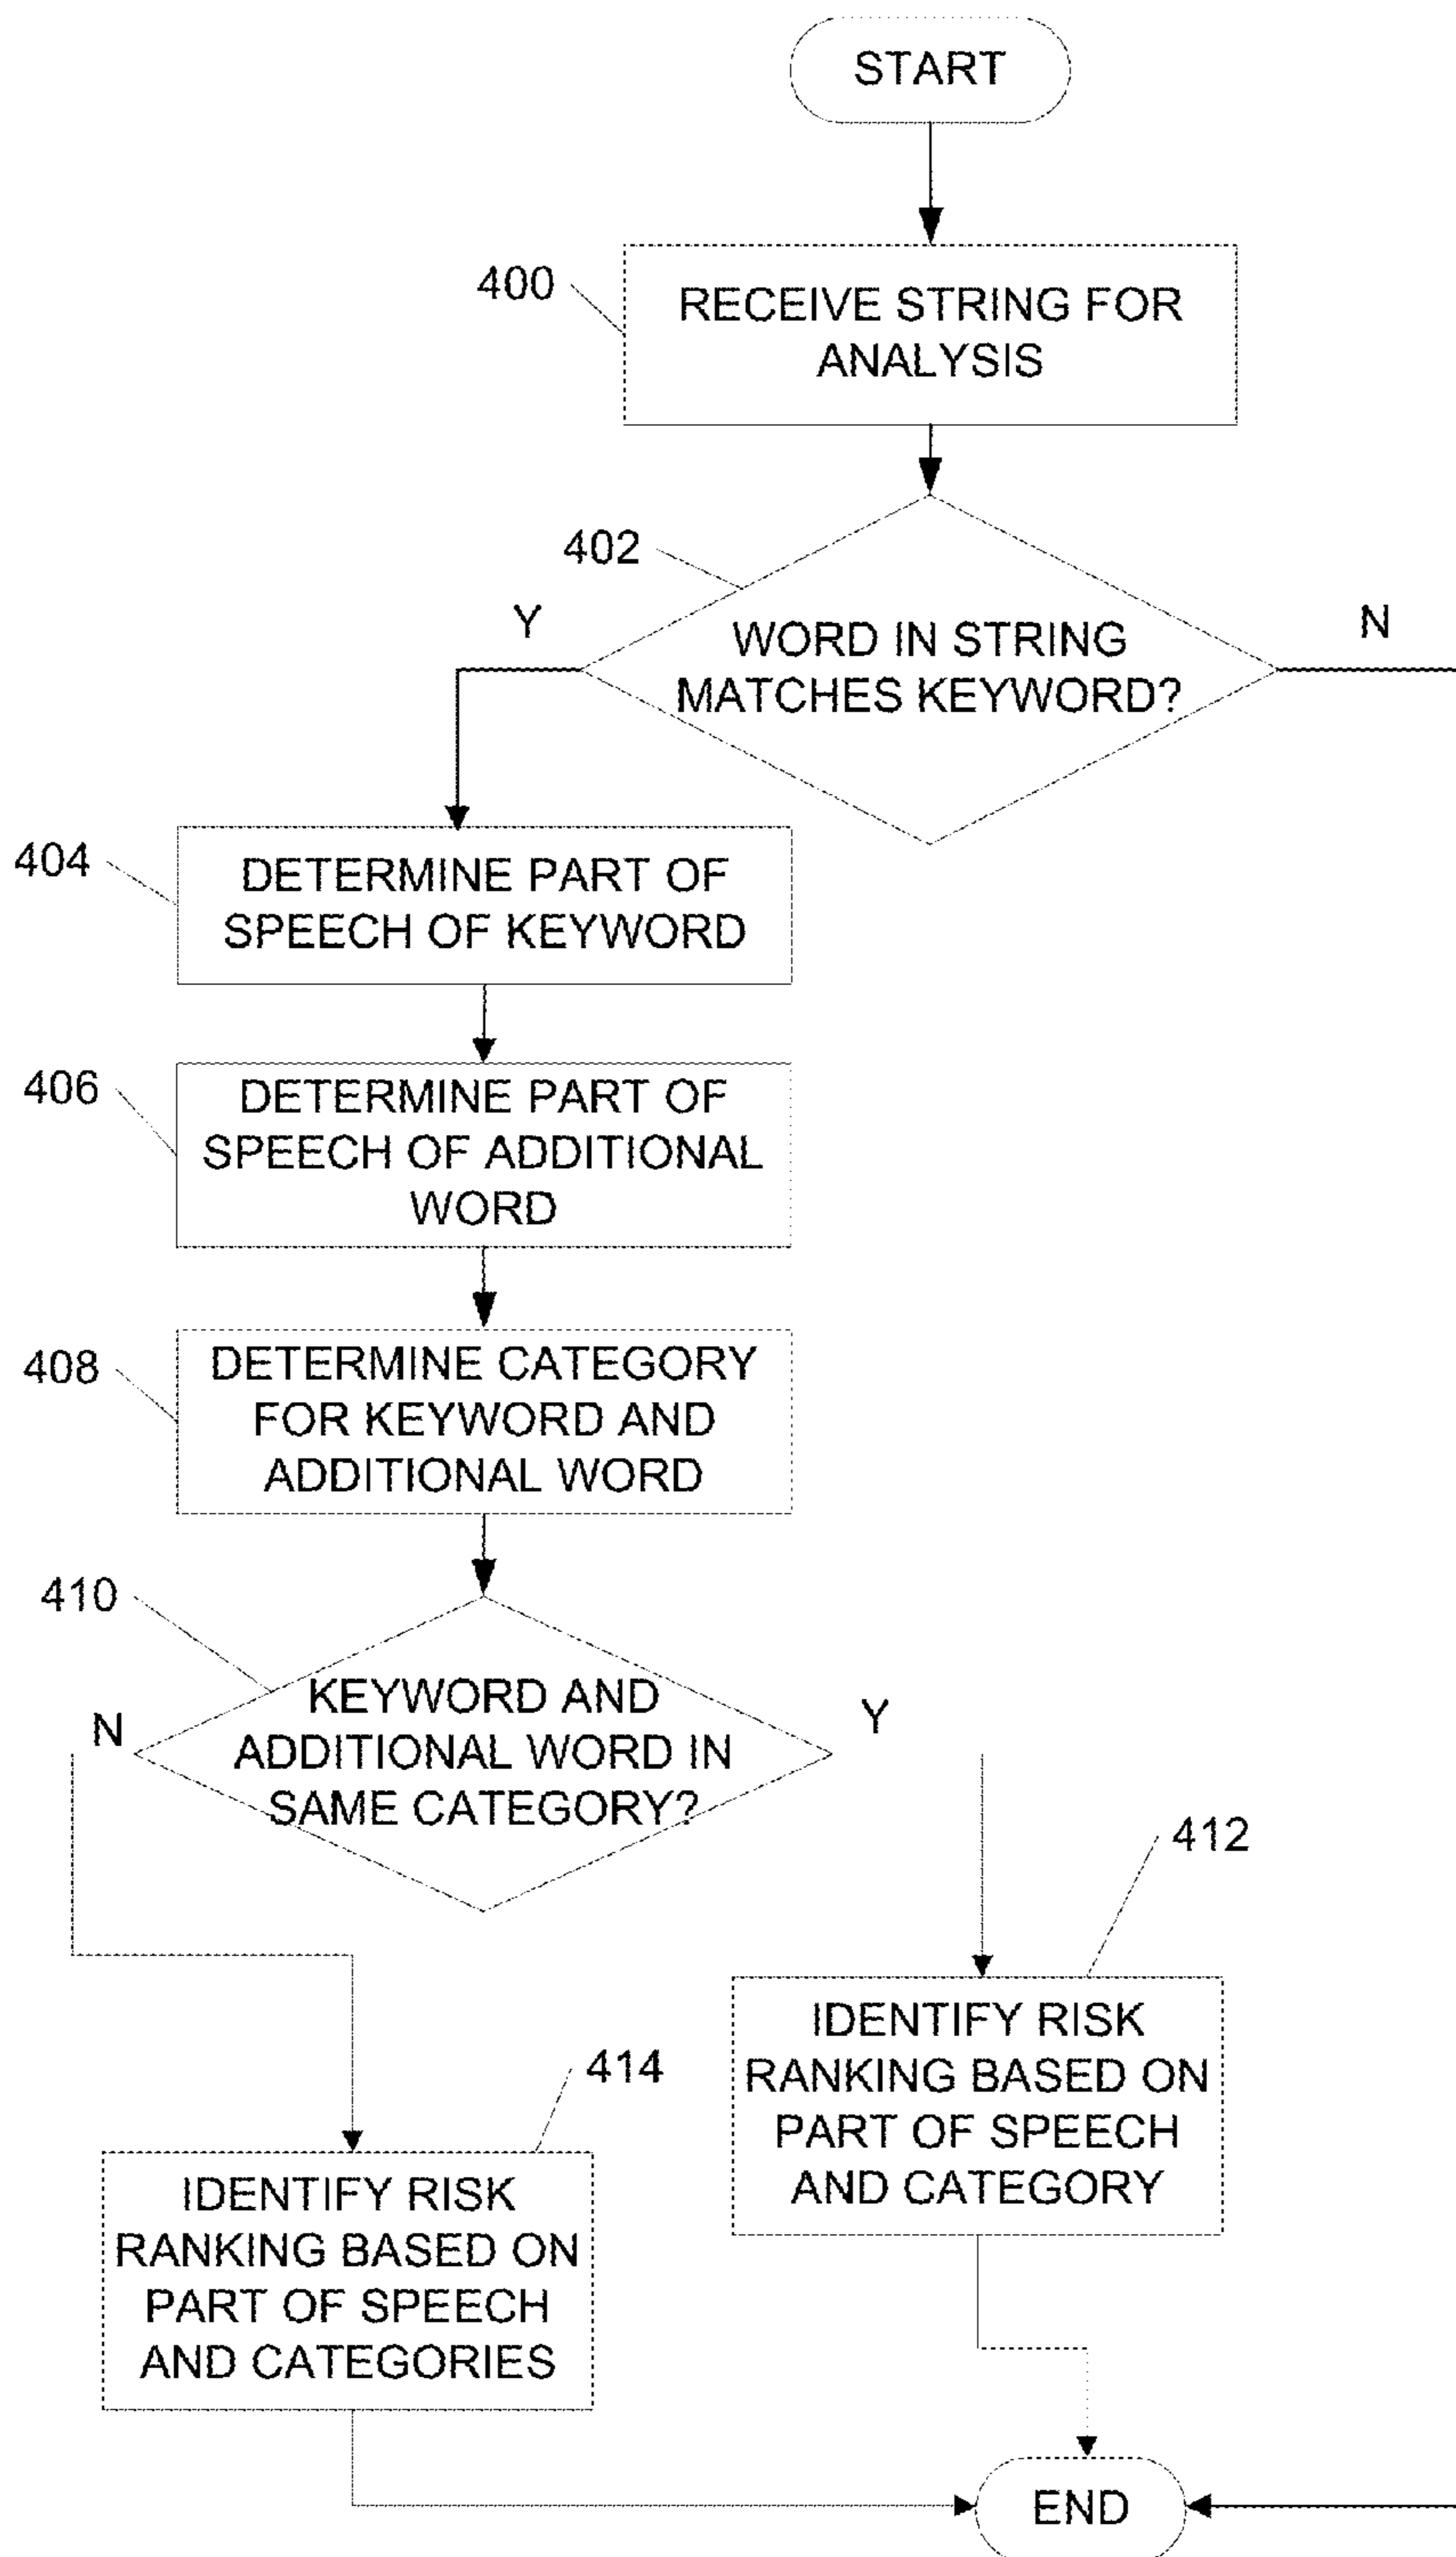 START
400
RECEIVE STRING FOR
ANALYSIS
402
Y
WORD IN STRING
MATCHES KEYWORD?
N
404
DETERMINE PART OF
SPEECH OF KEYWORD
406
DETERMINE PART OF
SPEECH OF ADDITIONAL
WORD
408
DETERMINE CATEGORY
FOR KEYWORD AND
ADDITIONAL WORD
410
N
KEYWORD AND
ADDITIONAL WORD IN
SAME CATEGORY?
Y
412
IDENTIFY RISK
RANKING BASED ON
PART OF SPEECH
AND CATEGORY
414
IDENTIFY RISK
RANKING BASED ON
PART OF SPEECH
AND CATEGORIES
END